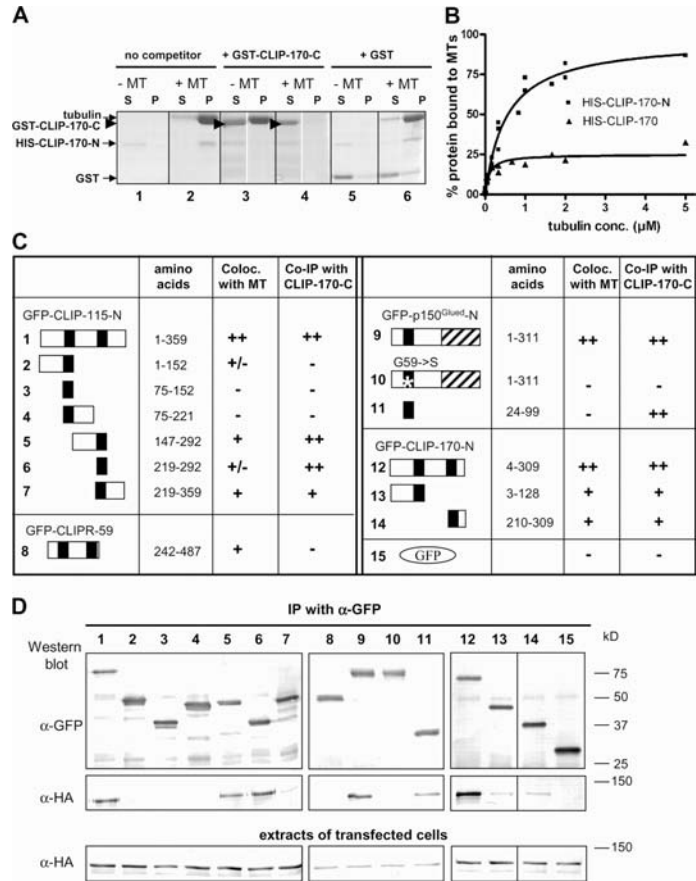 A
no competitor + GST-CLIP-170-C + GST
- MT + MT - MT + MT - MT + MT
S P S P S P S P S P S P
tubulin
GST-CLIP-170-C
HIS-CLIP-170-N
GST
1 2 3 4 5 6
B
% protein bound to MTs
100
75
50
25
0
HIS-CLIP-170-N
HIS-CLIP-170
0 1 2 3 4 5
tubulin conc. (µM)
C
amino acids Coloc. with MT Co-IP with CLIP-170-C
GFP-CLIP-115-N
1 1-359 ++ ++
2 1-152 +/- -
3 75-152 - -
4 75-221 - -
5 147-292 + ++
6 219-292 +/- ++
7 219-359 + +
GFP-CLIPR-59
8 242-487 + -
amino acids Coloc. with MT Co-IP with CLIP-170-C
GFP-p150Glued-N
9 1-311 ++ ++
G59->S
10 * 1-311 - -
11 24-99 - ++
GFP-CLIP-170-N
12 4-309 ++ ++
13 3-128 + +
14 210-309 + +
15 GFP - -
D
IP with α-GFP
Western blot
1 2 3 4 5 6 7 8 9 10 11 12 13 14 15 kD
α-GFP
75
50
37
25
α-HA
150
extracts of transfected cells
α-HA
150